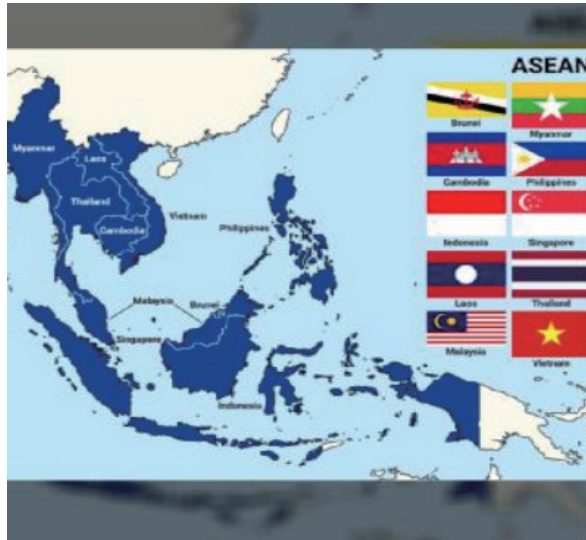 ASEAN
Brunei
Myanmar
Cambodia
Philippines
Indonesia
Singapore
Laos
Thailand
Malaysia
Vietnam
Myanmar
Laos
Thailand
Vietnam
Cambodia
Philippines
Malaysia
Brunei
Singapore
Indonesia